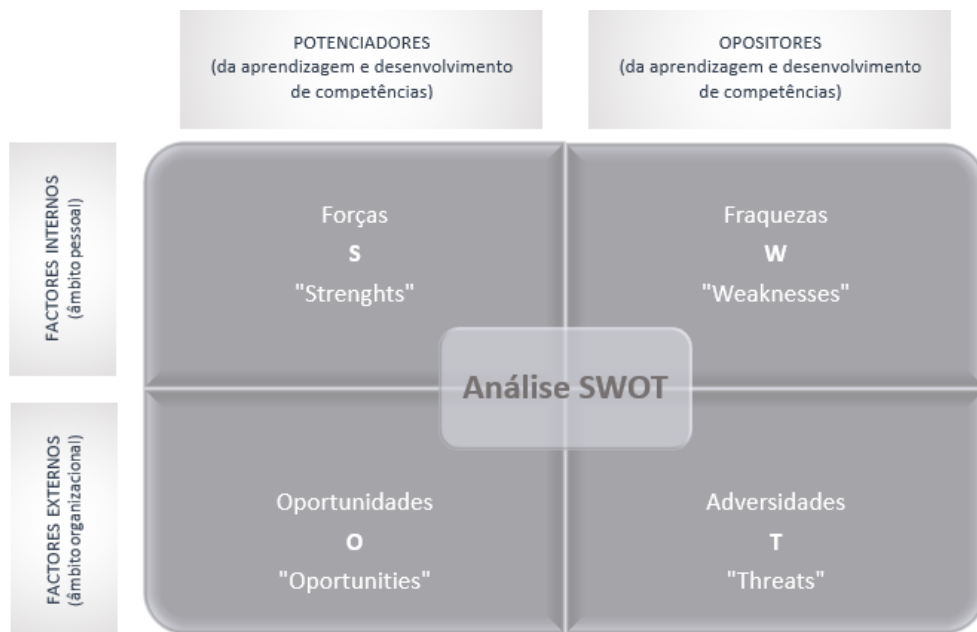 POTENCIADORES
(da aprendizagem e desenvolvimento
de competências)
OPOSITORES
(da aprendizagem e desenvolvimento
de competências)
FACTORES INTERNOS
(âmbito pessoal)
Forças
S
"Strenghts"
Fraquezas
W
"Weaknesses"
Análise SWOT
FACTORES EXTERNOS
(âmbito organizacional)
Oportunidades
O
"Oportunities"
Adversidades
T
"Threats"